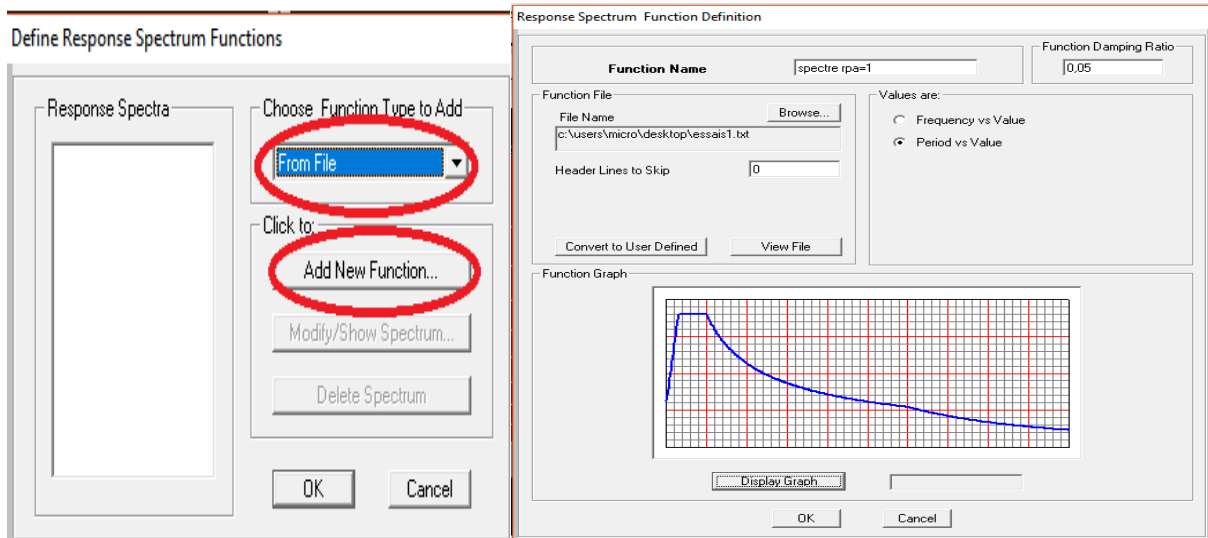 Define Response Spectrum Functions
Response Spectra
Choose Function Type to Add
From File
Click to:
Add New Function...
Modify/Show Spectrum...
Delete Spectrum
OK
Cancel
Response Spectrum Function Definition
Function Name
spectre rpa=1
Function Damping Ratio
0,05
Function File
File Name
Browse...
c:\users\micro\desktop\essais1.txt
Header Lines to Skip
0
Convert to User Defined
View File
Values are:
Frequency vs Value
Period vs Value
Function Graph
Display Graph
OK
Cancel